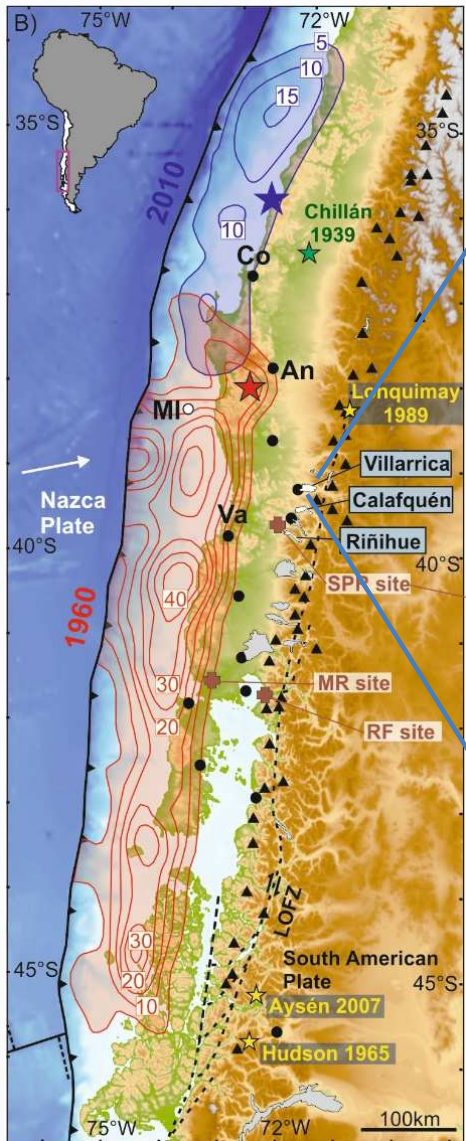 B)
75°W
72°W
5
10
15
35°S
35°S
2010
10
Chillán
1939
Co
An
MI
Lonquimay
1989
Nazca
Plate
Villarrica
Calafquén
Va
Riñihue
40°S
40°S
1960
40
SPR site
30
MR site
20
RF site
LOFZ
30
20
10
South American
Plate
45°S
45°S
Aysén 2007
Hudson 1965
75°W
72°W
100km